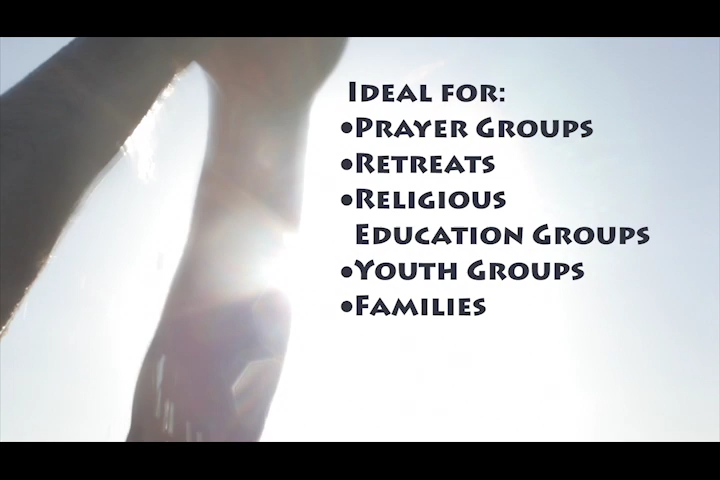 Ideal for:
•Prayer Groups
•Retreats
•Religious
Education Groups
•Youth Groups
•Families